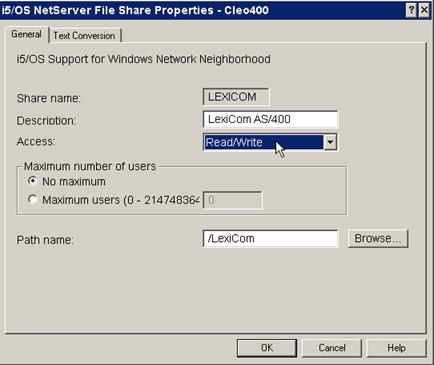 i5/OS NetServer File Share Properties - Cleo400
General
Text Conversion
i5/OS Support for Windows Network Neighborhood
Share name: LEXICOM
Description: LexiCom AS/400
Access: Read/Write
Maximum number of users
No maximum
Maximum users (0 - 214748364 0
Path name: /LexiCom Browse...
OK Cancel Help